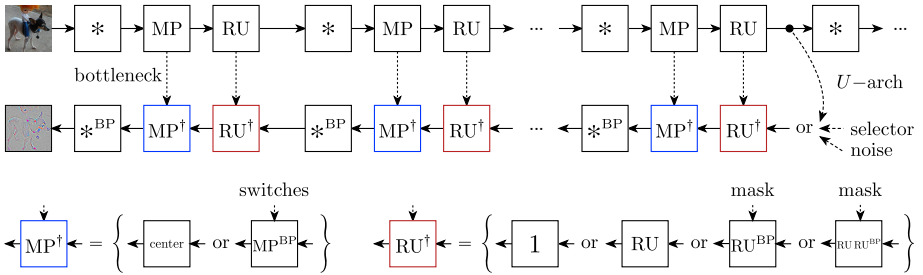 * MP RU * MP RU ... * MP RU * ...
bottleneck
U–arch
*BP MP† RU† *BP MP† RU† ... *BP MP† RU† or selector
noise
switches mask mask
MP† = { center or MPBP } RU† = { 1 or RU or RUBP or RU RUBP }